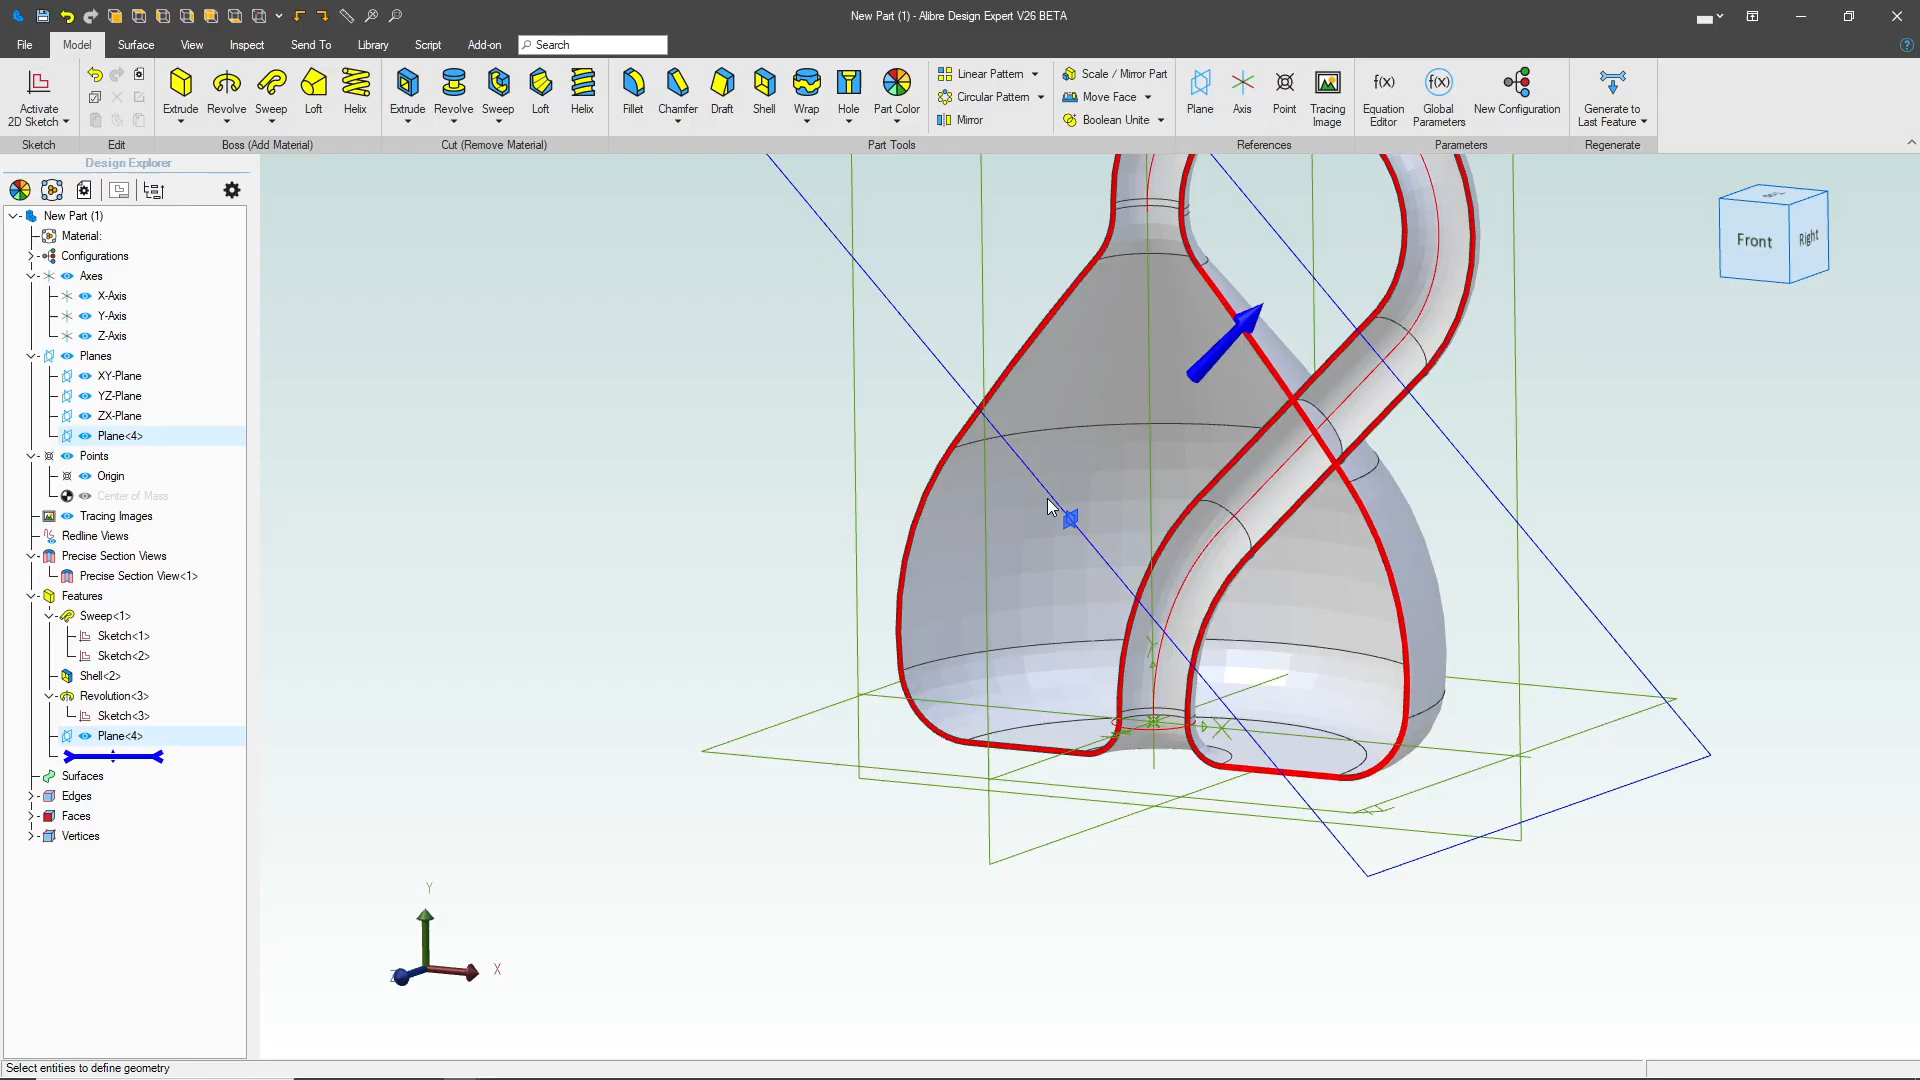 New Part (1) - Alibre Design Expert V26 BETA
File
Model
Surface
View
Inspect
Send To
Library
Script
Add-on
Search
Activate
2D Sketch
Extrude
Revolve
Sweep
Loft
Helix
Extrude
Revolve
Sweep
Loft
Helix
Fillet
Chamfer
Draft
Shell
Wrap
Hole
Part Color
Linear Pattern
Circular Pattern
Mirror
Scale / Mirror Part
Move Face
Boolean Unite
Plane
Axis
Point
Tracing
Image
Equation
Editor
Global
Parameters
New Configuration
Generate to
Last Feature
Sketch
Edit
Boss (Add Material)
Cut (Remove Material)
Part Tools
References
Parameters
Regenerate
Design Explorer
New Part (1)
Material:
Configurations
Axes
X-Axis
Y-Axis
Z-Axis
Planes
XY-Plane
YZ-Plane
ZX-Plane
Plane<4>
Points
Origin
Center of Mass
Tracing Images
Redline Views
Precise Section Views
Precise Section View<1>
Features
Sweep<1>
Sketch<1>
Sketch<2>
Shell<2>
Revolution<3>
Sketch<3>
Plane<4>
Surfaces
Edges
Faces
Vertices
Front
Right
Y
X
Z
Select entities to define geometry